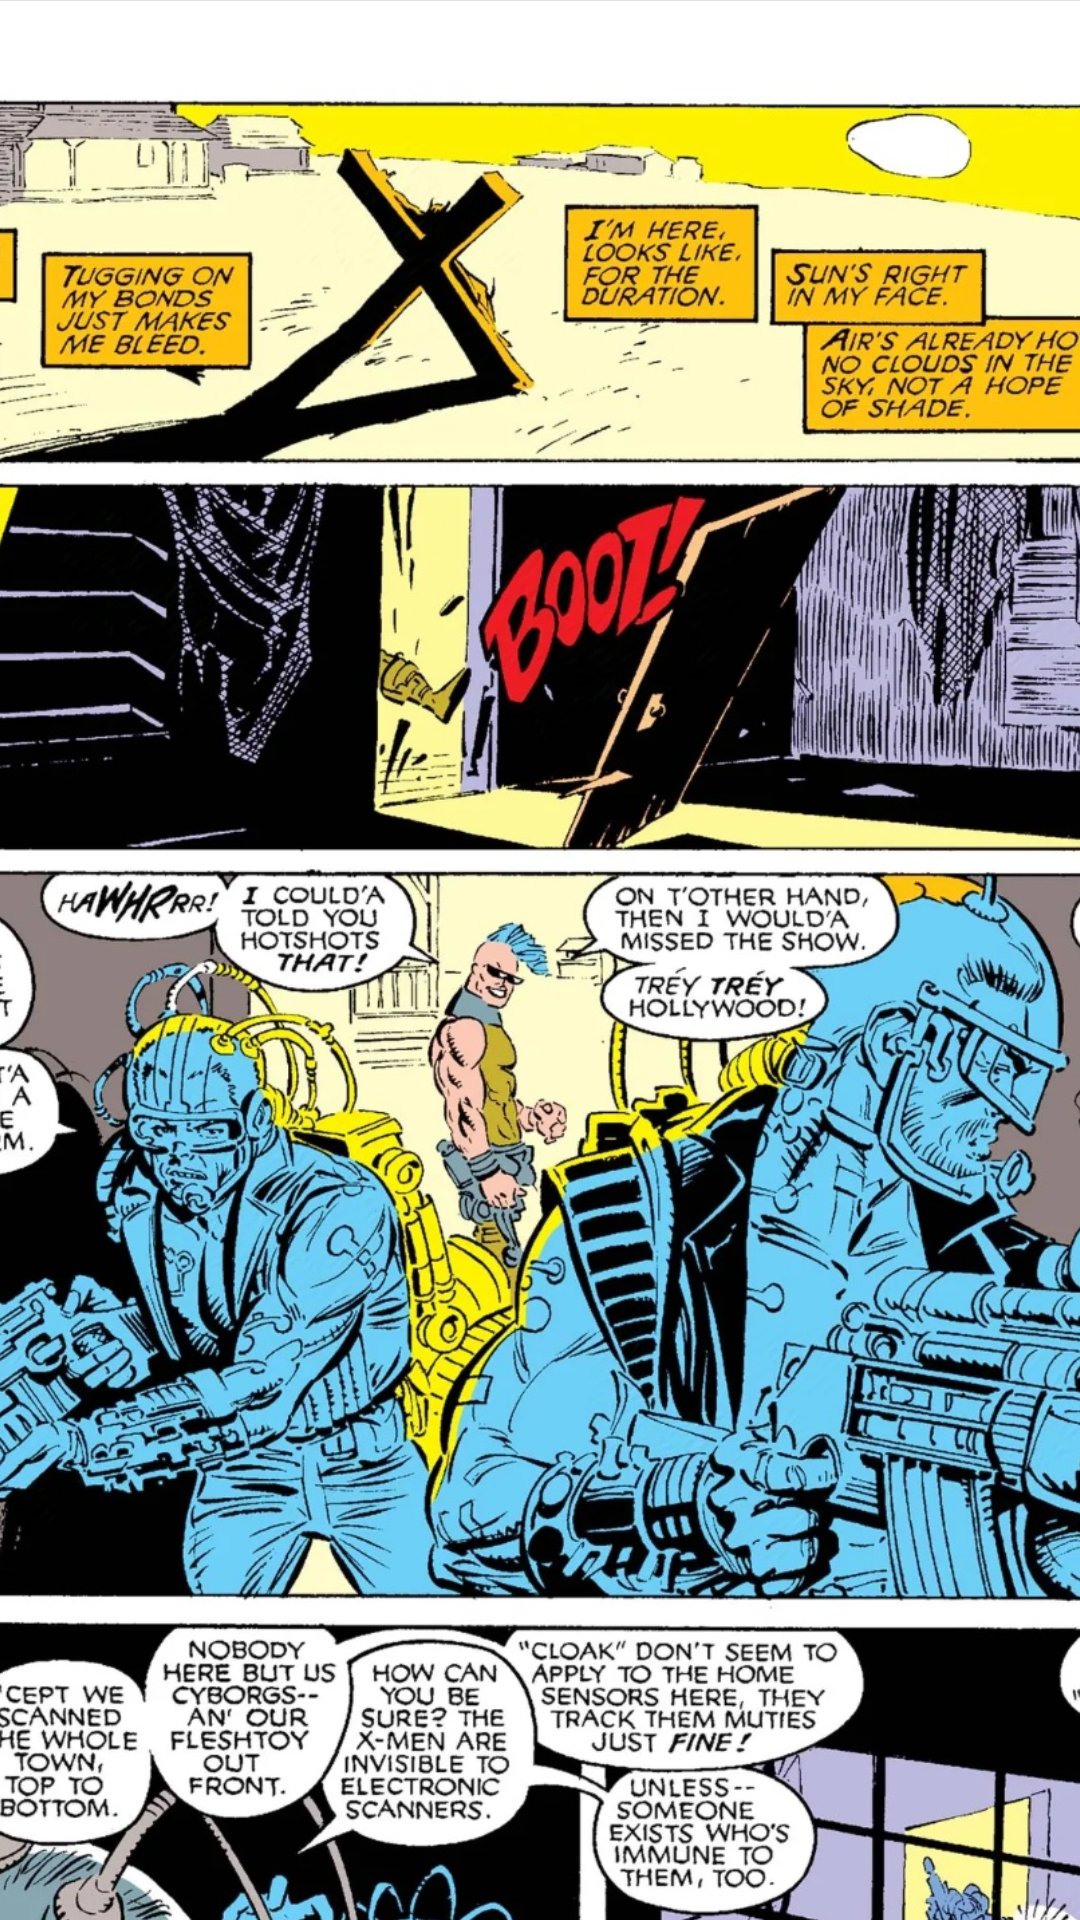 TUGGING ON
MY BONDS
JUST MAKES
ME BLEED.
I'M HERE,
LOOKS LIKE,
FOR THE
DURATION.
SUN'S RIGHT
IN MY FACE.
AIR'S ALREADY HO
NO CLOUDS IN THE
SKY, NOT A HOPE
OF SHADE.
BOOT!
T
T'A
A
E
RM.
HAWHRRR!
I COULD'A
TOLD YOU
HOTSHOTS
THAT!
ON T'OTHER HAND,
THEN I WOULD'A
MISSED THE SHOW.
TRÉY TRÉY
HOLLYWOOD!
'CEPT WE
SCANNED
HE WHOLE
TOWN,
TOP TO
BOTTOM.
NOBODY
HERE BUT US
CYBORGS--
AN' OUR
FLESHTOY
OUT
FRONT.
HOW CAN
YOU BE
SURE? THE
X-MEN ARE
INVISIBLE TO
ELECTRONIC
SCANNERS.
"CLOAK" DON'T SEEM TO
APPLY TO THE HOME
SENSORS HERE, THEY
TRACK THEM MUTIES
JUST FINE!
UNLESS--
SOMEONE
EXISTS WHO'S
IMMUNE TO
THEM, TOO.